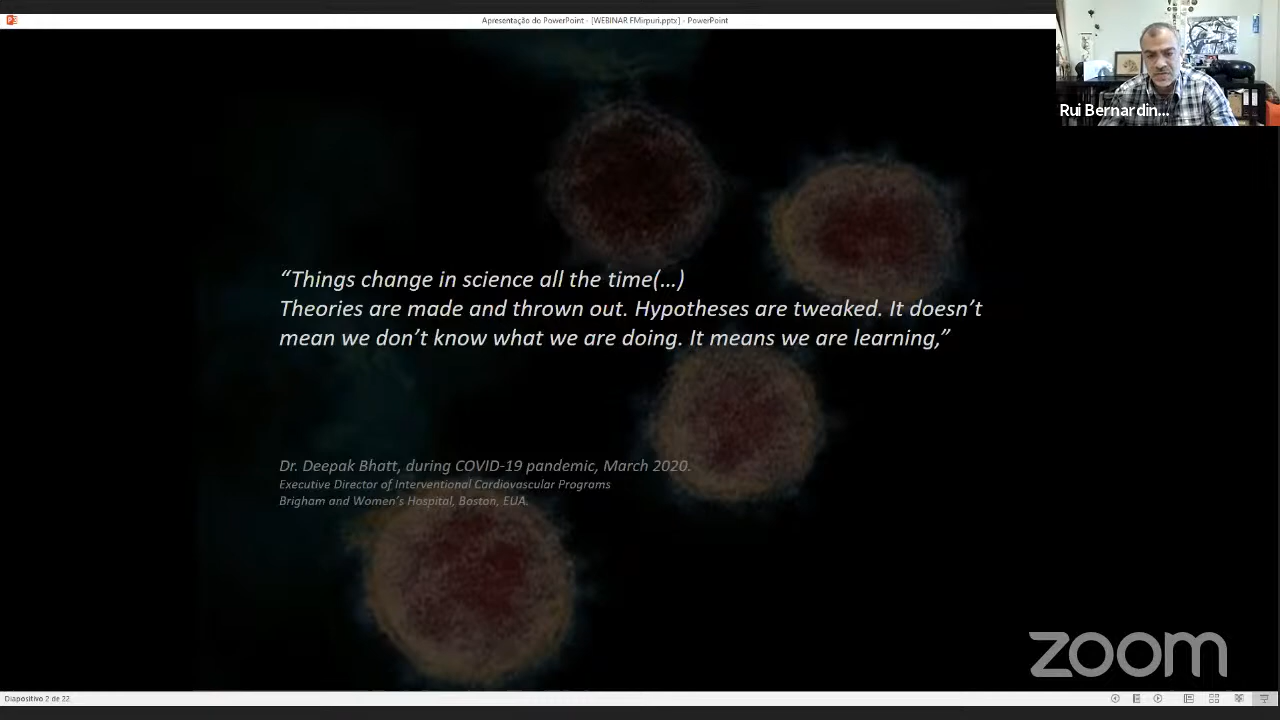 Apresentação do PowerPoint - [WEBINAR FMirpuri.pptx] - PowerPoint
Rui Bernardin...
“Things change in science all the time(…)
Theories are made and thrown out. Hypotheses are tweaked. It doesn’t
mean we don’t know what we are doing. It means we are learning,”
Dr. Deepak Bhatt, during COVID-19 pandemic, March 2020.
Executive Director of Interventional Cardiovascular Programs
Brigham and Women’s Hospital, Boston, EUA.
zoom
Diapositivo 2 de 22